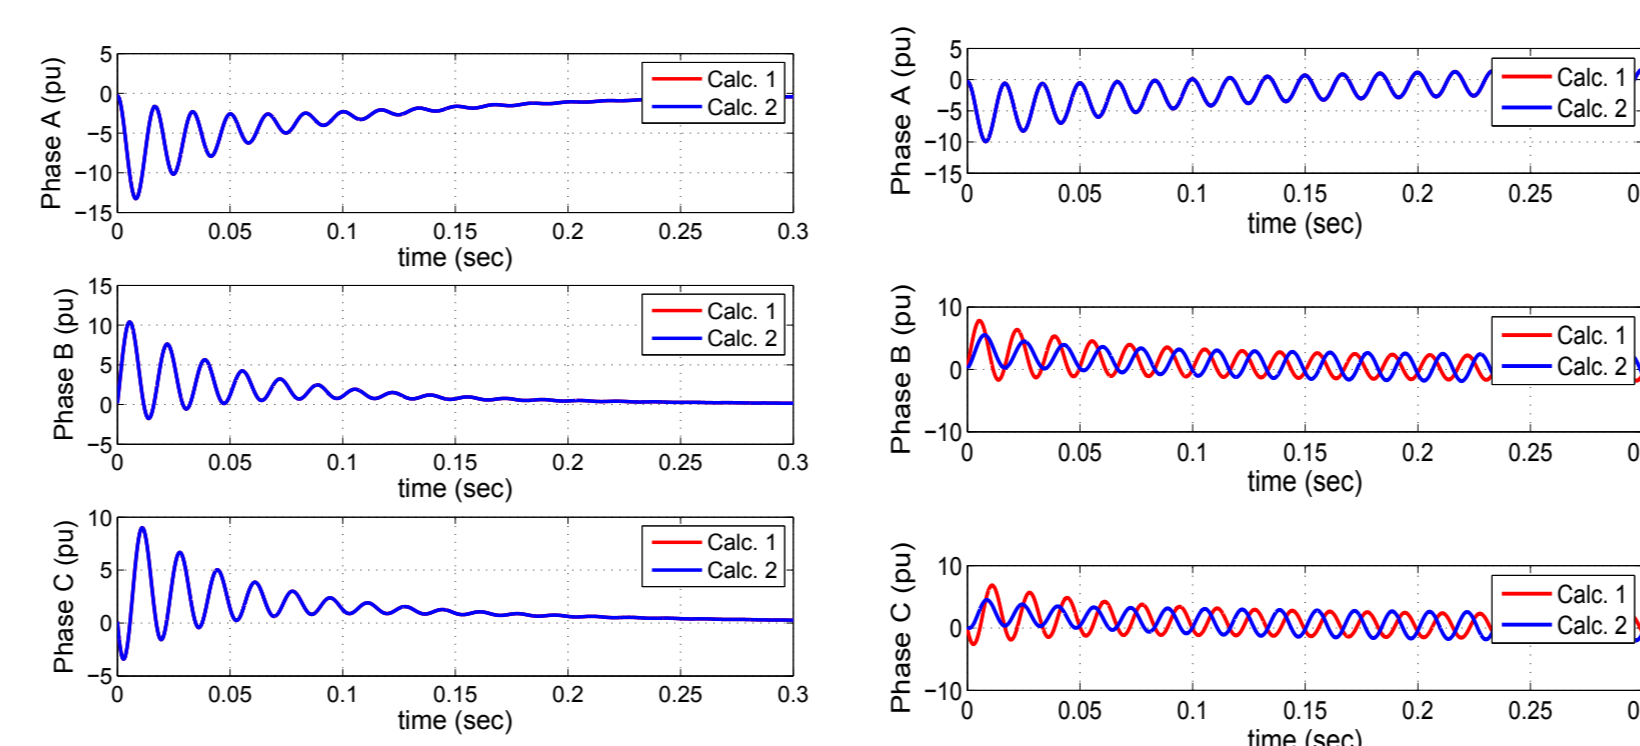 Phase A (pu)
5
0
−5
−10
−15
Calc. 1
Calc. 2
0 0.05 0.1 0.15 0.2 0.25 0.3
time (sec)
Phase B (pu)
15
10
5
0
−5
Calc. 1
Calc. 2
0 0.05 0.1 0.15 0.2 0.25 0.3
time (sec)
Phase C (pu)
10
5
0
−5
Calc. 1
Calc. 2
0 0.05 0.1 0.15 0.2 0.25 0.3
time (sec)
Phase A (pu)
5
0
−5
−10
−15
Calc. 1
Calc. 2
0 0.05 0.1 0.15 0.2 0.25
time (sec)
Phase B (pu)
10
0
−10
Calc. 1
Calc. 2
0 0.05 0.1 0.15 0.2 0.25
time (sec)
Phase C (pu)
10
0
−10
Calc. 1
Calc. 2
0 0.05 0.1 0.15 0.2 0.25
time (sec)